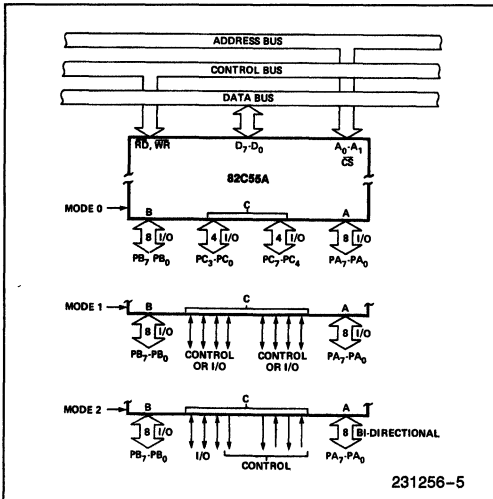 ADDRESS BUS
CONTROL BUS
DATA BUS
RD, WR D7-D0 A0-A1
CS
82C55A
MODE 0 B C A
8 I/O 4 I/O 4 I/O 8 I/O
PB7 PB0 PC3-PC0 PC7-PC4 PA7-PA0
MODE 1 B C A
8 I/O 8 I/O
PB7-PB0 CONTROL OR I/O CONTROL OR I/O PA7-PA0
MODE 2 B C A
8 I/O I/O CONTROL 8 BI-DIRECTIONAL
PB7-PB0 PA7-PA0
231256-5